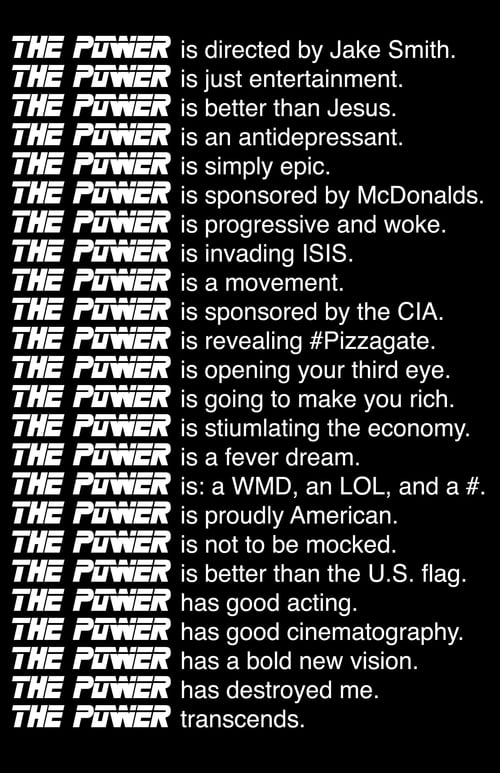 THE POWER is directed by Jake Smith.
THE POWER is just entertainment.
THE POWER is better than Jesus.
THE POWER is an antidepressant.
THE POWER is simply epic.
THE POWER is sponsored by McDonalds.
THE POWER is progressive and woke.
THE POWER is invading ISIS.
THE POWER is a movement.
THE POWER is sponsored by the CIA.
THE POWER is revealing #Pizzagate.
THE POWER is opening your third eye.
THE POWER is going to make you rich.
THE POWER is stiumlating the economy.
THE POWER is a fever dream.
THE POWER is: a WMD, an LOL, and a #.
THE POWER is proudly American.
THE POWER is not to be mocked.
THE POWER is better than the U.S. flag.
THE POWER has good acting.
THE POWER has good cinematography.
THE POWER has a bold new vision.
THE POWER has destroyed me.
THE POWER transcends.